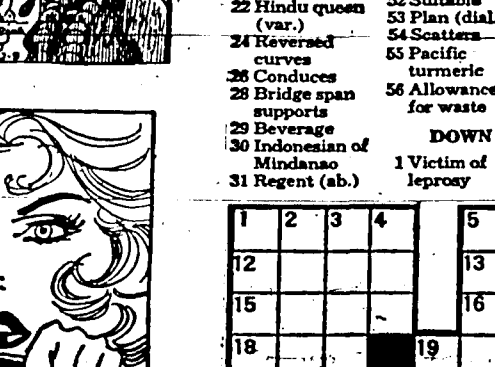 22 Hindu queen
(var.)
24 Reversed
curves
26 Conduces
28 Bridge span
supports
29 Beverage
30 Indonesian of
Mindanao
31 Regent (ab.)
53 Plan (dial
54 Scatters
55 Pacific
turmeric
56 Allowance
for waste
DOWN
1 Victim of
leprosy
1 2 3 4 5
12 13
15 16
18 19